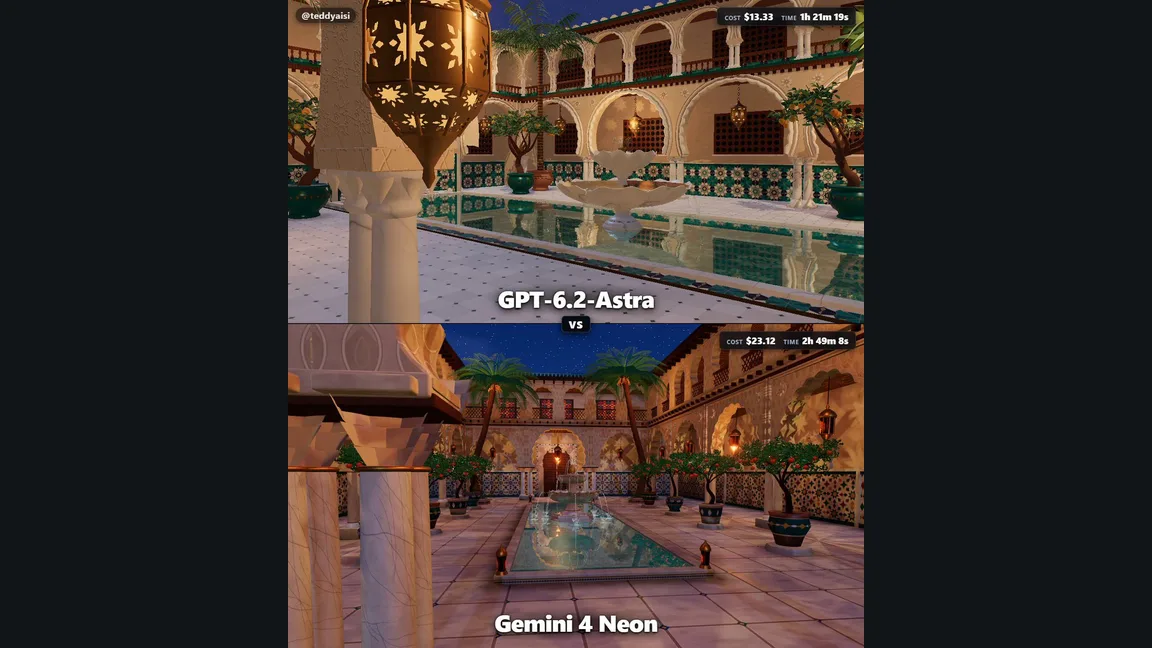 @teddyaisi
COST $13.33 TIME 1h 21m 19s
GPT-6.2-Astra
VS
COST $23.12 TIME 2h 49m 8s
Gemini 4 Neon